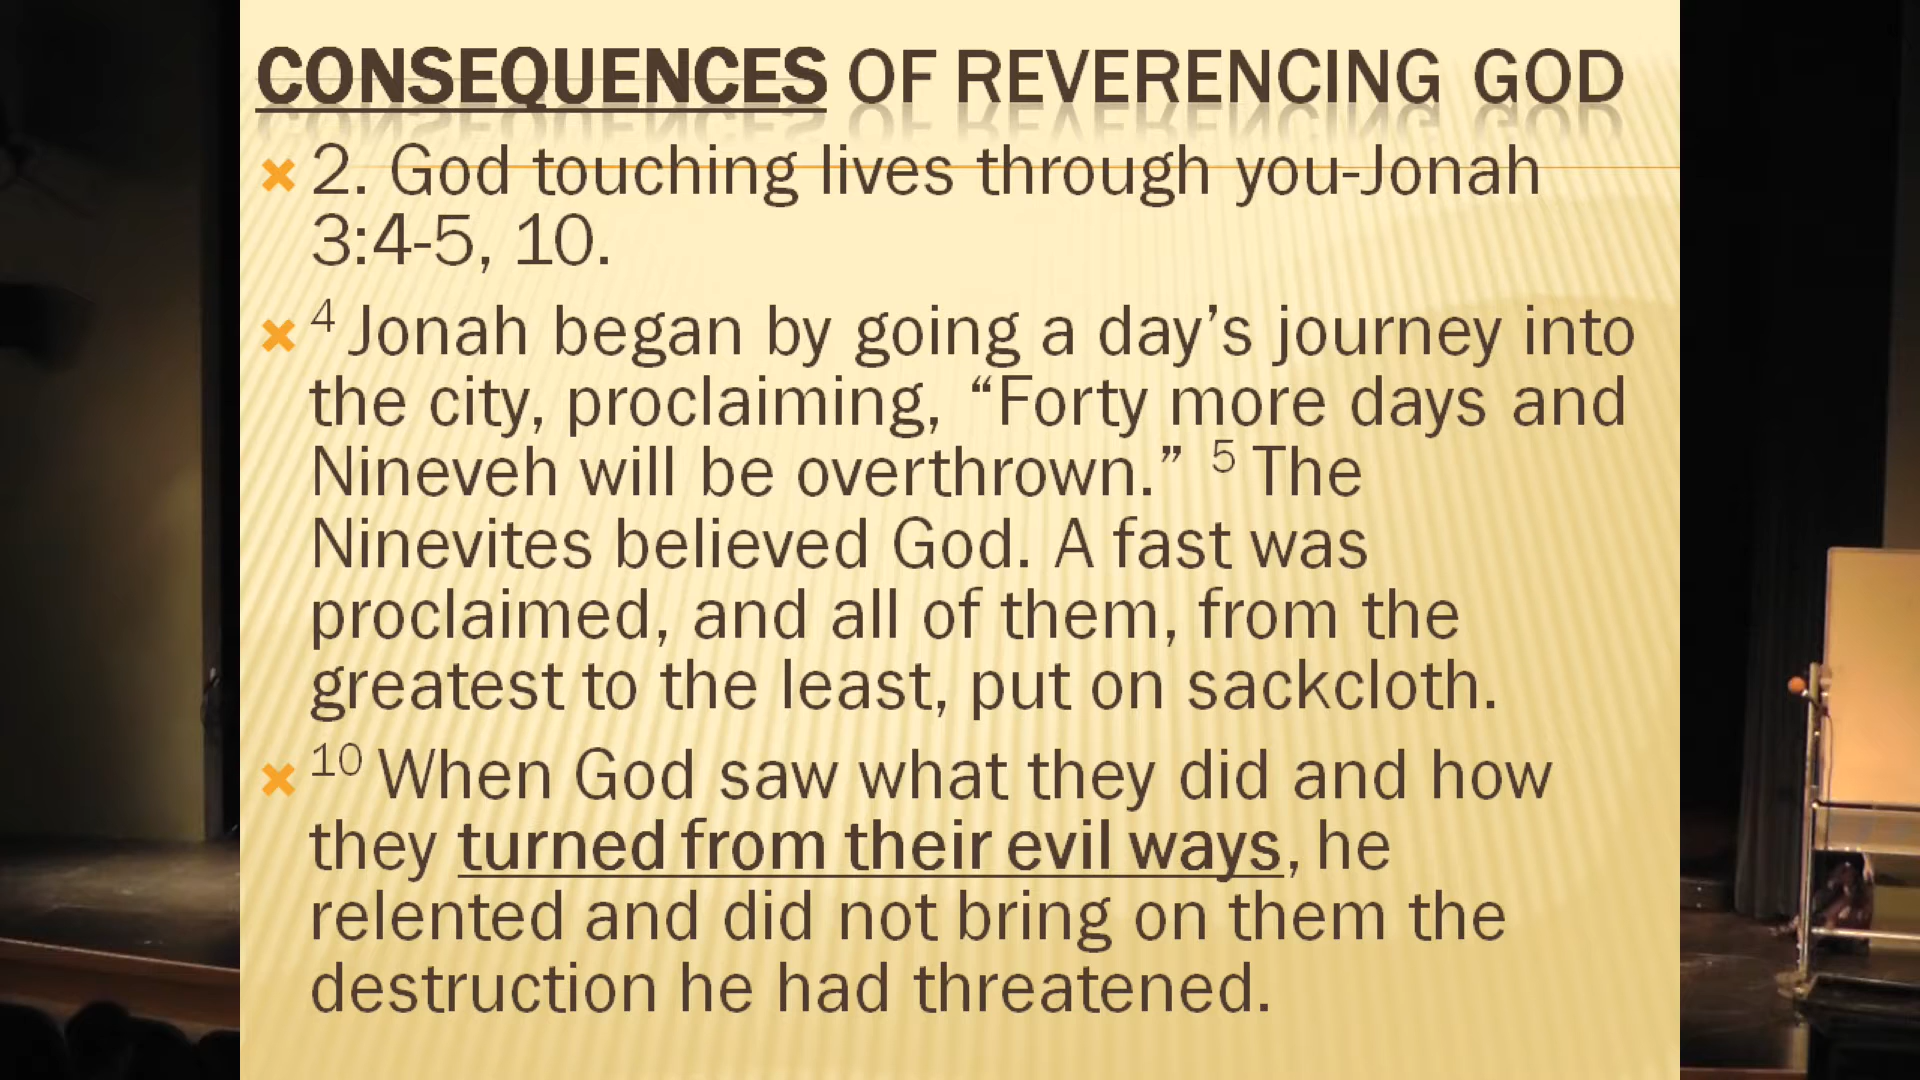 CONSEQUENCES OF REVERENCING GOD
2. God touching lives through you-Jonah
3:4-5, 10.
4 Jonah began by going a day’s journey into
the city, proclaiming, “Forty more days and
Nineveh will be overthrown.” 5 The
Ninevites believed God. A fast was
proclaimed, and all of them, from the
greatest to the least, put on sackcloth.
10 When God saw what they did and how
they turned from their evil ways, he
relented and did not bring on them the
destruction he had threatened.